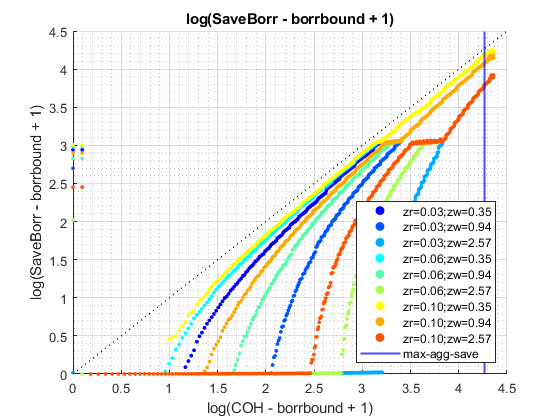 log(SaveBorr - borrbound + 1)
4.5
4
3.5
3
2.5
2
1.5
1
0.5
0
log(SaveBorr - borrbound + 1)
zr=0.03;zw=0.35
zr=0.03;zw=0.94
zr=0.03;zw=2.57
zr=0.06;zw=0.35
zr=0.06;zw=0.94
zr=0.06;zw=2.57
zr=0.10;zw=0.35
zr=0.10;zw=0.94
zr=0.10;zw=2.57
max-agg-save
0 0.5 1 1.5 2 2.5 3 3.5 4 4.5
log(COH - borrbound + 1)